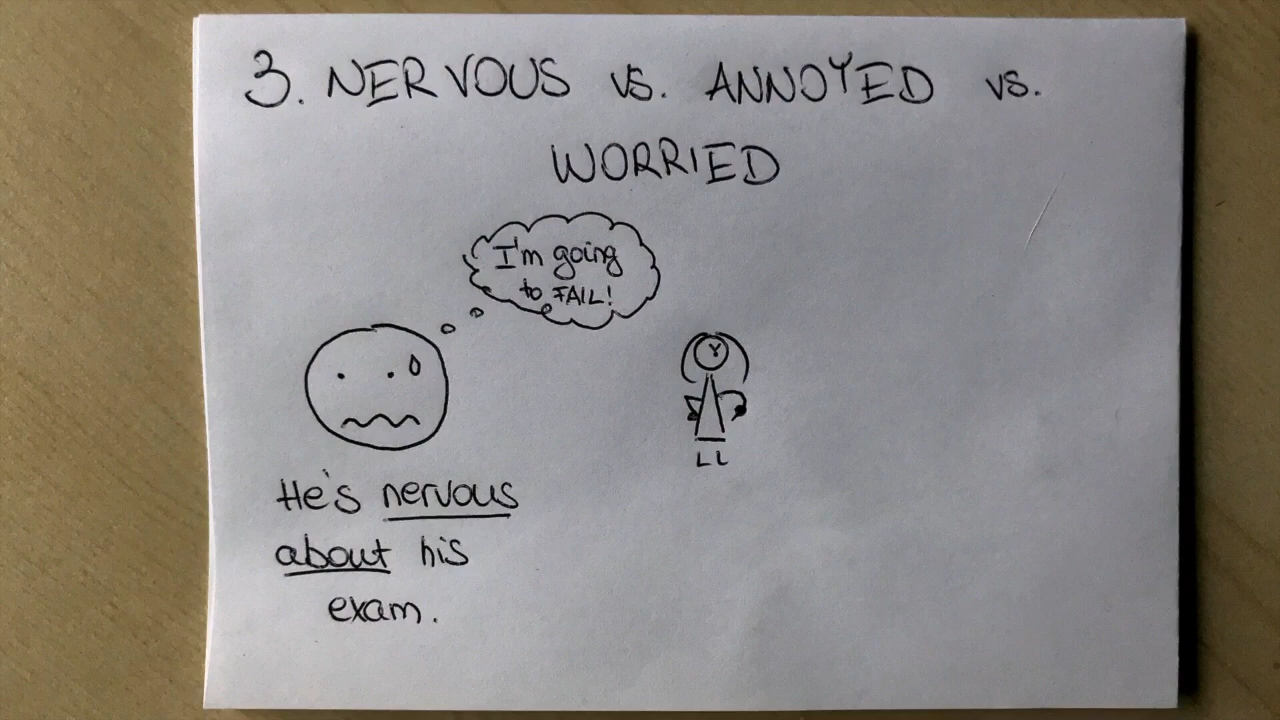 3. NERVOUS vs. ANNOYED vs.
WORRIED
I'm going
to FAIL!
He's nervous
about his
exam.